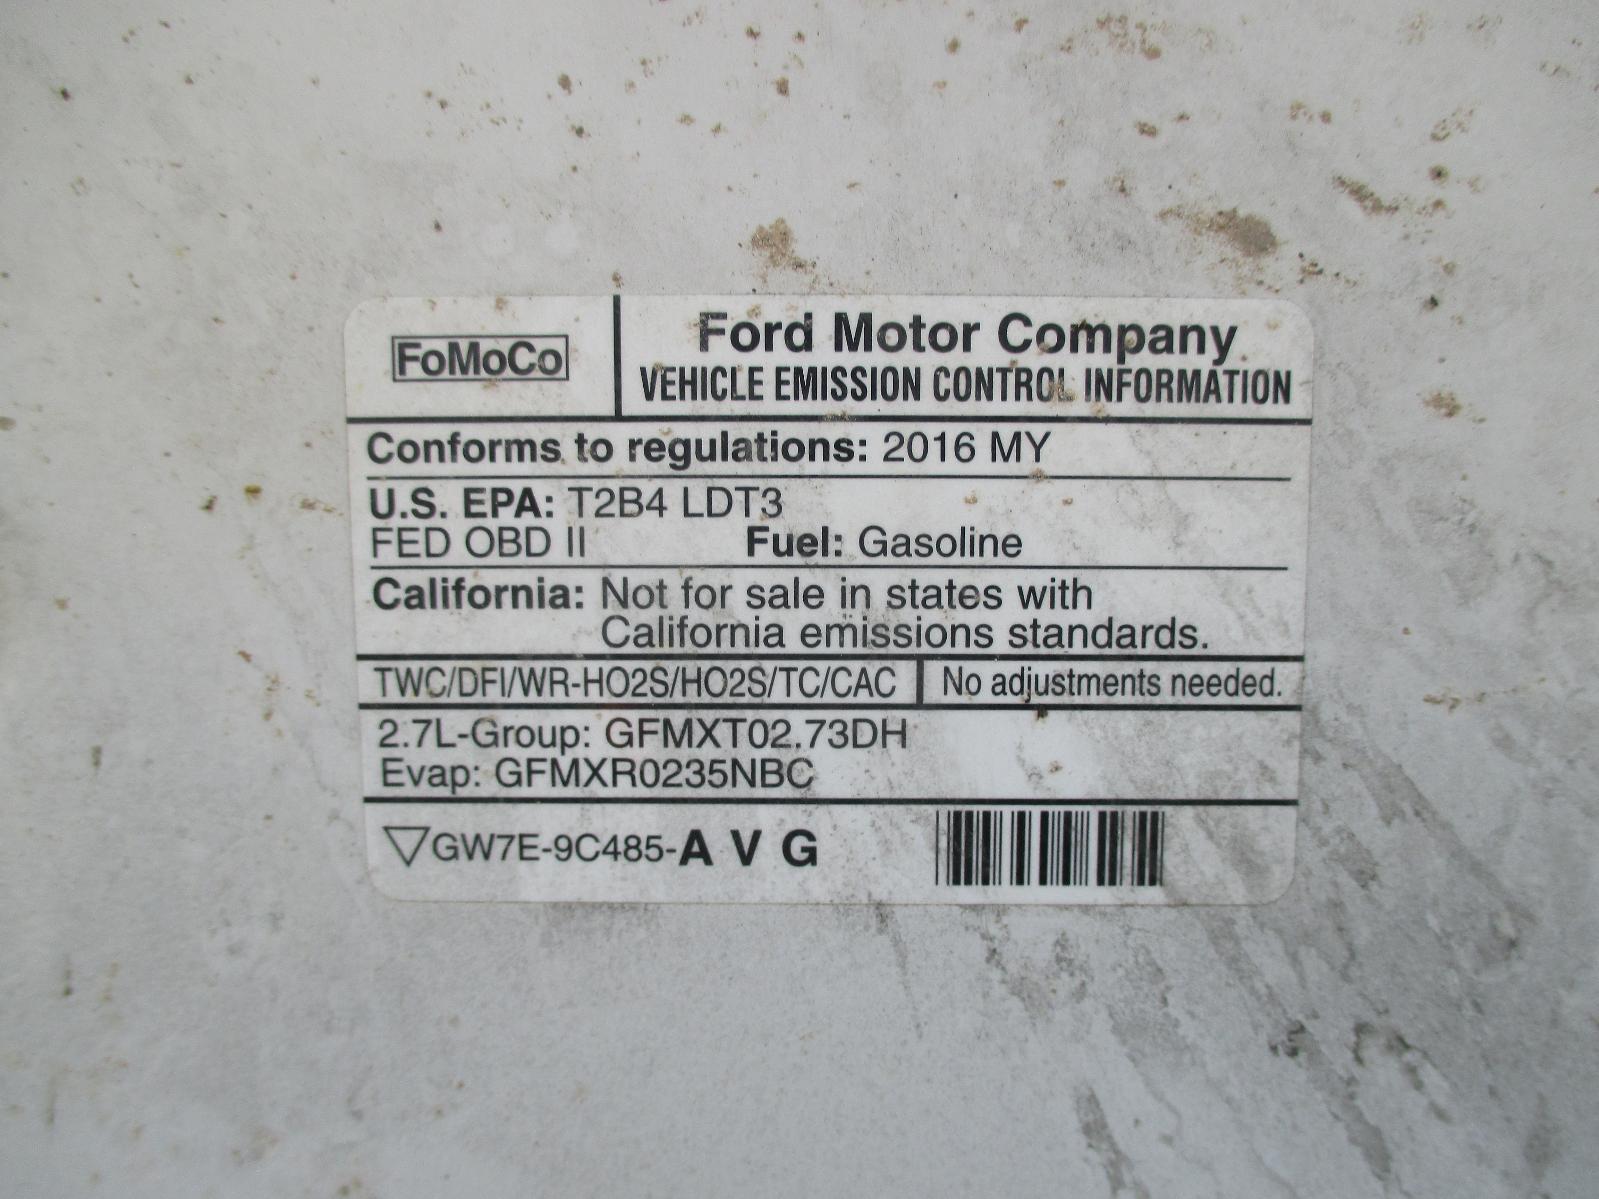 FoMoCo
Ford Motor Company
VEHICLE EMISSION CONTROL INFORMATION
Conforms to regulations: 2016 MY
U.S. EPA: T2B4 LDT3
FED OBD II Fuel: Gasoline
California: Not for sale in states with
California emissions standards.
TWC/DFI/WR-HO2S/HO2S/TC/CAC No adjustments needed.
2.7L-Group: GFMXT02.73DH
Evap: GFMXR0235NBC
▽GW7E-9C485-A V G